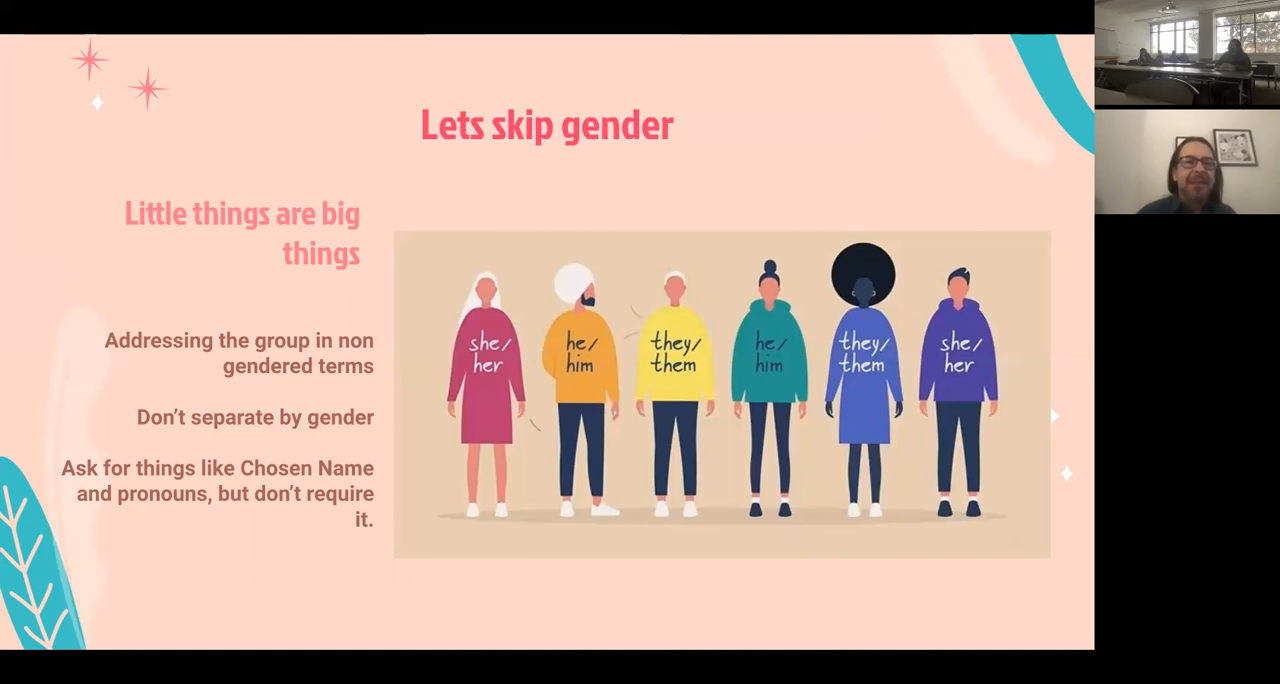 Lets skip gender
Little things are big
things
Addressing the group in non
gendered terms
Don’t separate by gender
Ask for things like Chosen Name
and pronouns, but don’t require
it.
she/
her
he/
him
they/
them
he/
him
they/
them
she/
her